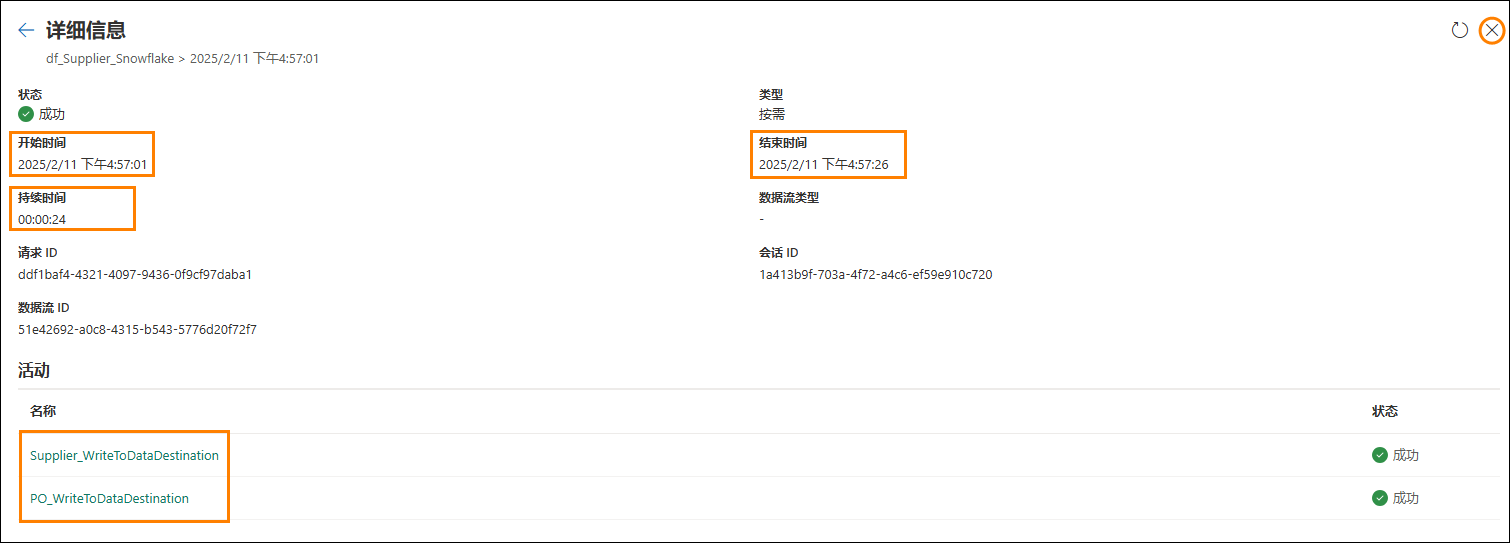 详细信息
df_Supplier_Snowflake > 2025/2/11 下午4:57:01
状态
成功
类型
按需
开始时间
2025/2/11 下午4:57:01
结束时间
2025/2/11 下午4:57:26
持续时间
00:00:24
数据流类型
-
请求 ID
ddf1baf4-4321-4097-9436-0f9cf97daba1
会话 ID
1a413b9f-703a-4f72-a4c6-ef59e910c720
数据流 ID
51e42692-a0c8-4315-b543-5776d20f72f7
活动
名称 状态
Supplier_WriteToDataDestination 成功
PO_WriteToDataDestination 成功